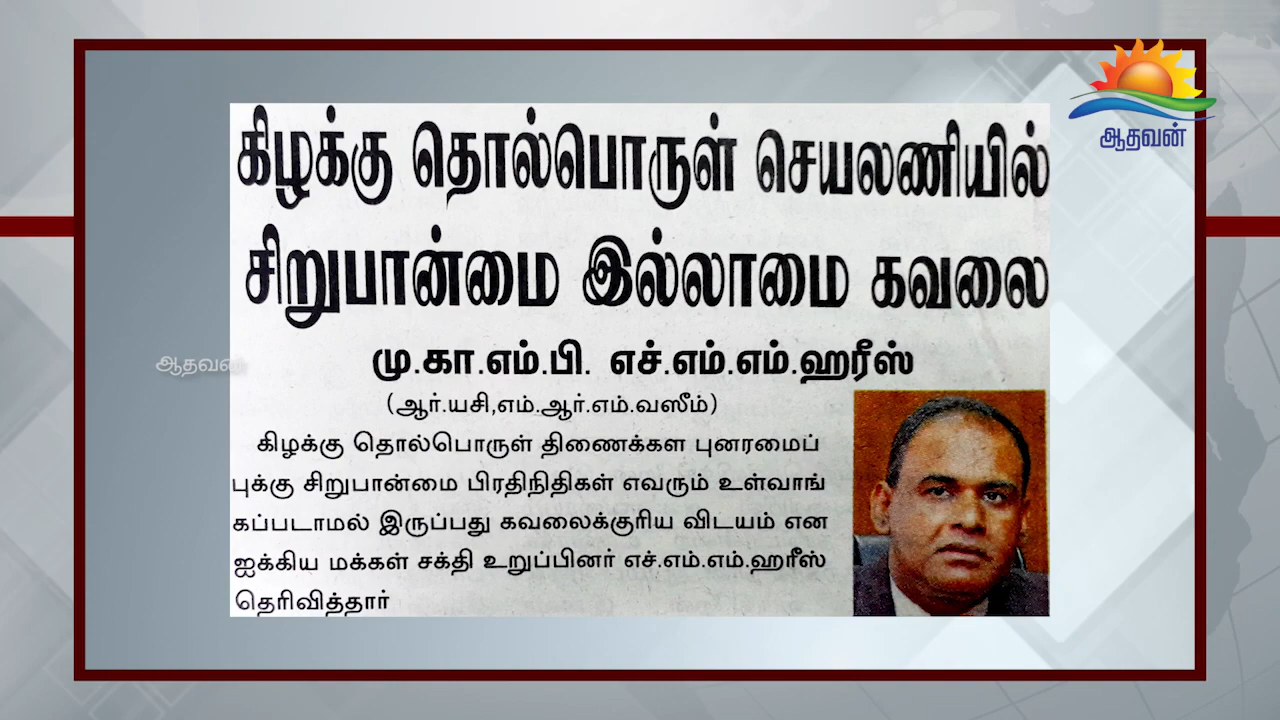 ஆதவன்
கிழக்கு தொல்பொருள் செயலணியில்
சிறுபான்மை இல்லாமை கவலை
ஆதவன்
மு.கா.எம்.பி. எச்.எம்.எம்.ஹரீஸ்
(ஆர்.யசி,எம்.ஆர்.எம்.வஸீம்)
கிழக்கு தொல்பொருள் திணைக்கள புனரமைப்
புக்கு சிறுபான்மை பிரதிநிதிகள் எவரும் உள்வாங்
கப்படாமல் இருப்பது கவலைக்குரிய விடயம் என
ஐக்கிய மக்கள் சக்தி உறுப்பினர் எச்.எம்.எம்.ஹரீஸ்
தெரிவித்தார்